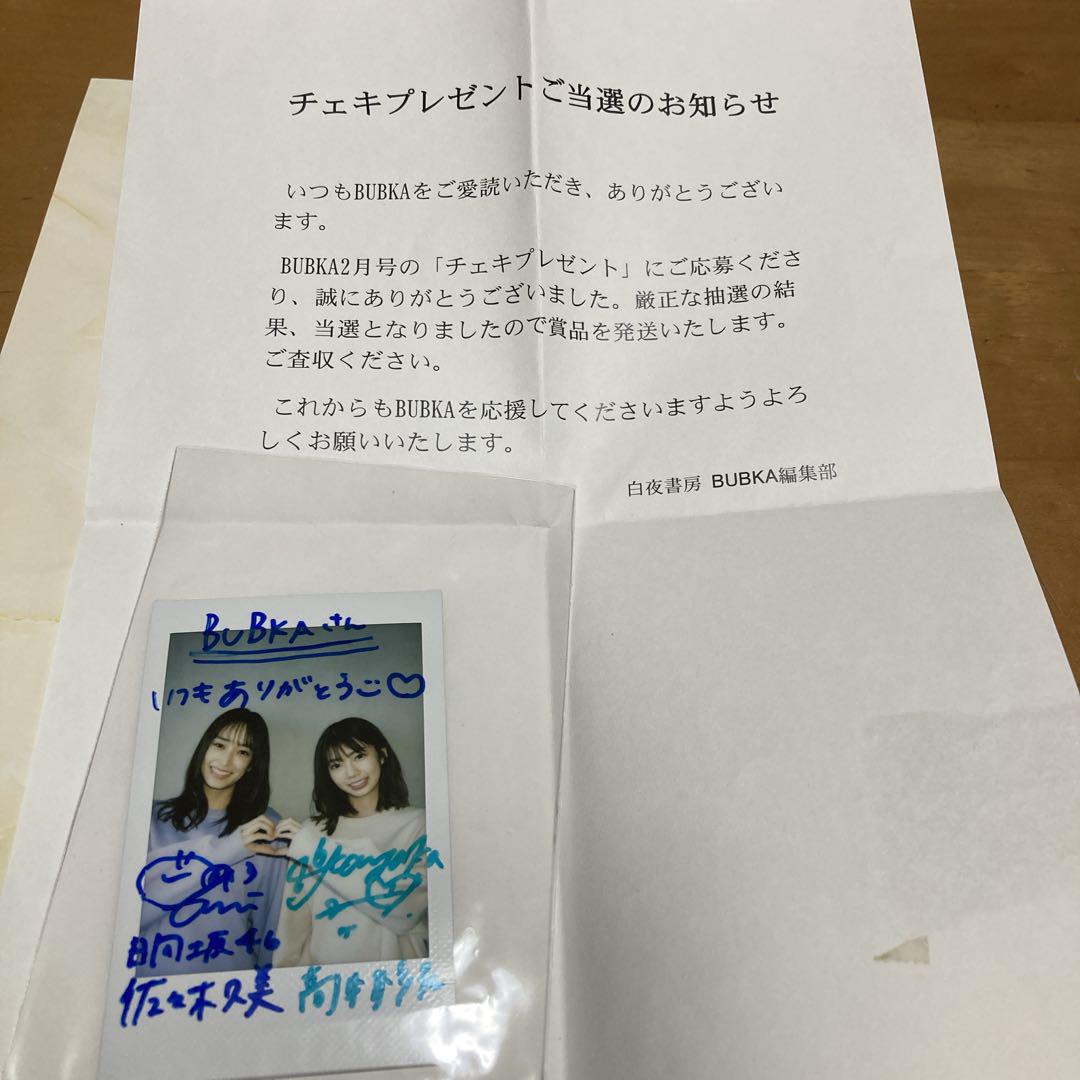 チェキプレゼントご当選のお知らせ
いつもBUBKAをご愛読いただき、ありがとうござい
ます。
BUBKA2月号の「チェキプレゼント」にご応募くださ
り、誠にありがとうございました。厳正な抽選の結
果、当選となりましたので賞品を発送いたします。
ご査収ください。
これからもBUBKAを応援してくださいますようよろ
しくお願いいたします。
白夜書房 BUBKA編集部
BUBKAさん
いつもありがとうご♡
日向坂46
佐々木久美